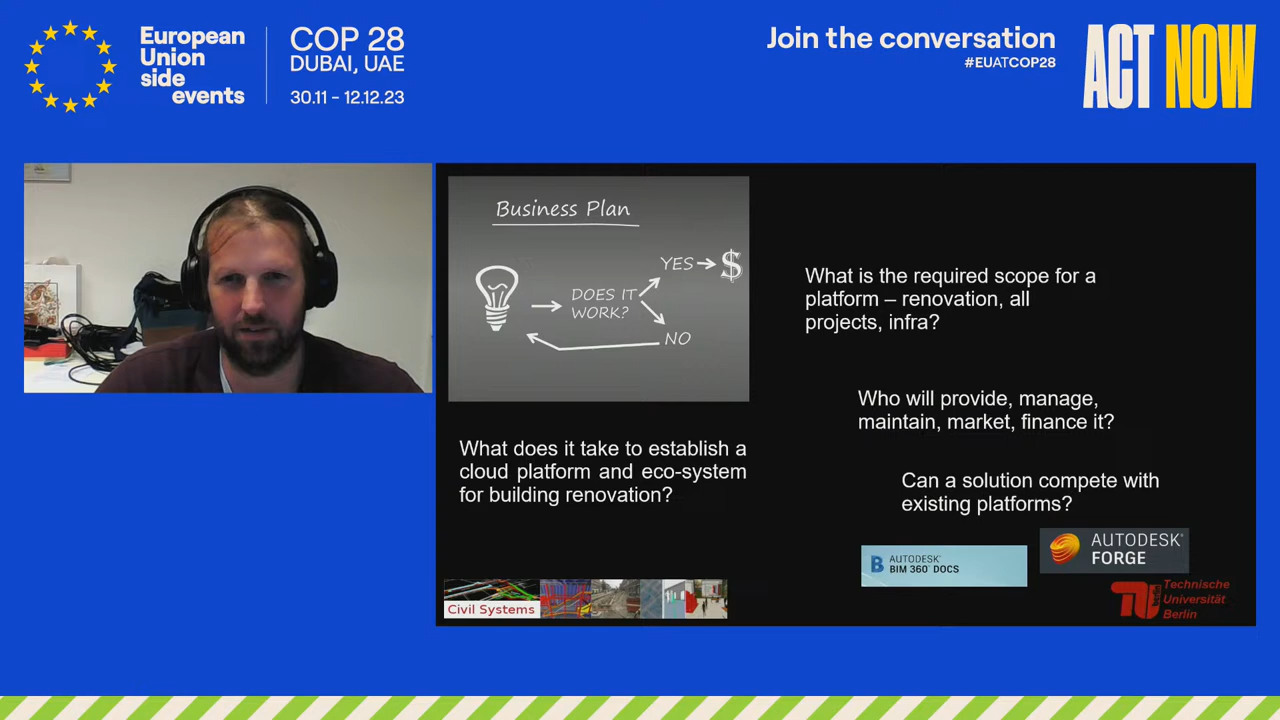 European
Union
side
events
COP 28
DUBAI, UAE
30.11 – 12.12.23
Join the conversation
#EUATCOP28
ACT NOW
Business Plan
DOES IT
WORK?
YES
$
NO
What does it take to establish a
cloud platform and eco-system
for building renovation?
What is the required scope for a
platform – renovation, all
projects, infra?
Who will provide, manage,
maintain, market, finance it?
Can a solution compete with
existing platforms?
AUTODESK
BIM 360 DOCS
AUTODESK
FORGE
Civil Systems
Technische
Universität
Berlin